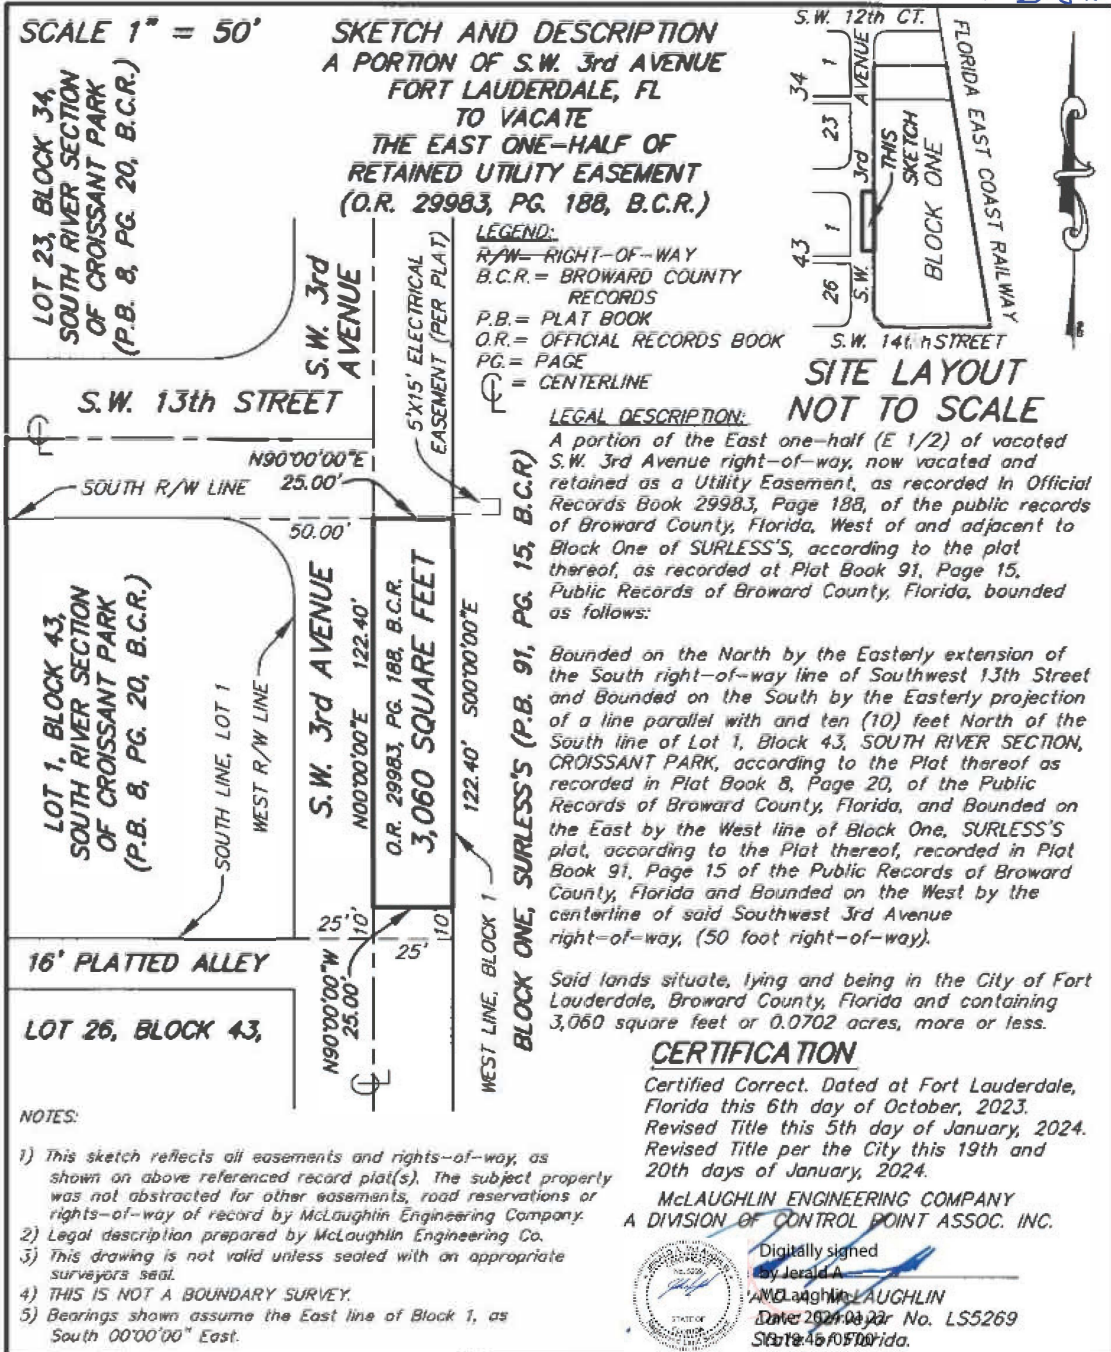 SCALE 1" = 50'
SKETCH AND DESCRIPTION
A PORTION OF S.W. 3rd AVENUE
FORT LAUDERDALE, FL
TO VACATE
THE EAST ONE-HALF OF
RETAINED UTILITY EASEMENT
(O.R. 29983, PG. 188, B.C.R.)
LOT 23, BLOCK 34,
SOUTH RIVER SECTION
OF CROISSANT PARK
(P.B. 8, PG. 20, B.C.R.)
S.W. 12th CT.
FLORIDA EAST COAST RAILWAY
AVENUE
3rd
S.W.
34
1
23
43
1
26
THIS
SKETCH
BLOCK ONE
S.W. 14th STREET
SITE LAYOUT
NOT TO SCALE
LEGEND:
R/W= RIGHT-OF-WAY
B.C.R.= BROWARD COUNTY
RECORDS
P.B.= PLAT BOOK
O.R.= OFFICIAL RECORDS BOOK
PG.= PAGE
CL = CENTERLINE
S.W. 3rd
AVENUE
5'X15' ELECTRICAL
EASEMENT (PER PLAT)
S.W. 13th STREET
CL
N90°00'00"E
25.00'
SOUTH R/W LINE
50.00'
LOT 1, BLOCK 43,
SOUTH RIVER SECTION
OF CROISSANT PARK
(P.B. 8, PG. 20, B.C.R.)
SOUTH LINE, LOT 1
WEST R/W LINE
S.W. 3rd AVENUE
N00°00'00"E 122.40'
O.R. 29983, PG. 188, B.C.R.
3,060 SQUARE FEET
122.40' S00°00'00"E
BLOCK ONE, SURLESS'S (P.B. 91, PG. 15, B.C.R)
WEST LINE, BLOCK 1
25'
10'
10'
25'
N90°00'00"W
25.00'
CL
16' PLATTED ALLEY
LOT 26, BLOCK 43,
LEGAL DESCRIPTION:
A portion of the East one-half (E 1/2) of vacated
S.W. 3rd Avenue right-of-way, now vacated and
retained as a Utility Easement, as recorded in Official
Records Book 29983, Page 188, of the public records
of Broward County, Florida, West of and adjacent to
Block One of SURLESS'S, according to the plat
thereof, as recorded at Plat Book 91, Page 15,
Public Records of Broward County, Florida, bounded
as follows:
Bounded on the North by the Easterly extension of
the South right-of-way line of Southwest 13th Street
and Bounded on the South by the Easterly projection
of a line parallel with and ten (10) feet North of the
South line of Lot 1, Block 43, SOUTH RIVER SECTION,
CROISSANT PARK, according to the Plat thereof as
recorded in Plat Book 8, Page 20, of the Public
Records of Broward County, Florida, and Bounded on
the East by the West line of Block One, SURLESS'S
plat, according to the Plat thereof, recorded in Plat
Book 91, Page 15 of the Public Records of Broward
County, Florida and Bounded on the West by the
centerline of said Southwest 3rd Avenue
right-of-way, (50 foot right-of-way).
Said lands situate, lying and being in the City of Fort
Lauderdale, Broward County, Florida and containing
3,060 square feet or 0.0702 acres, more or less.
CERTIFICATION
Certified Correct. Dated at Fort Lauderdale,
Florida this 6th day of October, 2023.
Revised Title this 5th day of January, 2024.
Revised Title per the City this 19th and
20th days of January, 2024.
McLAUGHLIN ENGINEERING COMPANY
A DIVISION OF CONTROL POINT ASSOC. INC.
Digitally signed
by Jerald A
McLaughlin
Date: 2024.01.22
McLAUGHLIN
Surveyor No. LS5269
State of Florida.
STATE OF
NOTES:
1) This sketch reflects all easements and rights-of-way, as
shown on above referenced record plat(s). The subject property
was not abstracted for other easements, road reservations or
rights-of-way of record by McLaughlin Engineering Company.
2) Legal description prepared by McLaughlin Engineering Co.
3) This drawing is not valid unless sealed with an appropriate
surveyors seal.
4) THIS IS NOT A BOUNDARY SURVEY.
5) Bearings shown assume the East line of Block 1, as
South 00°00'00" East.